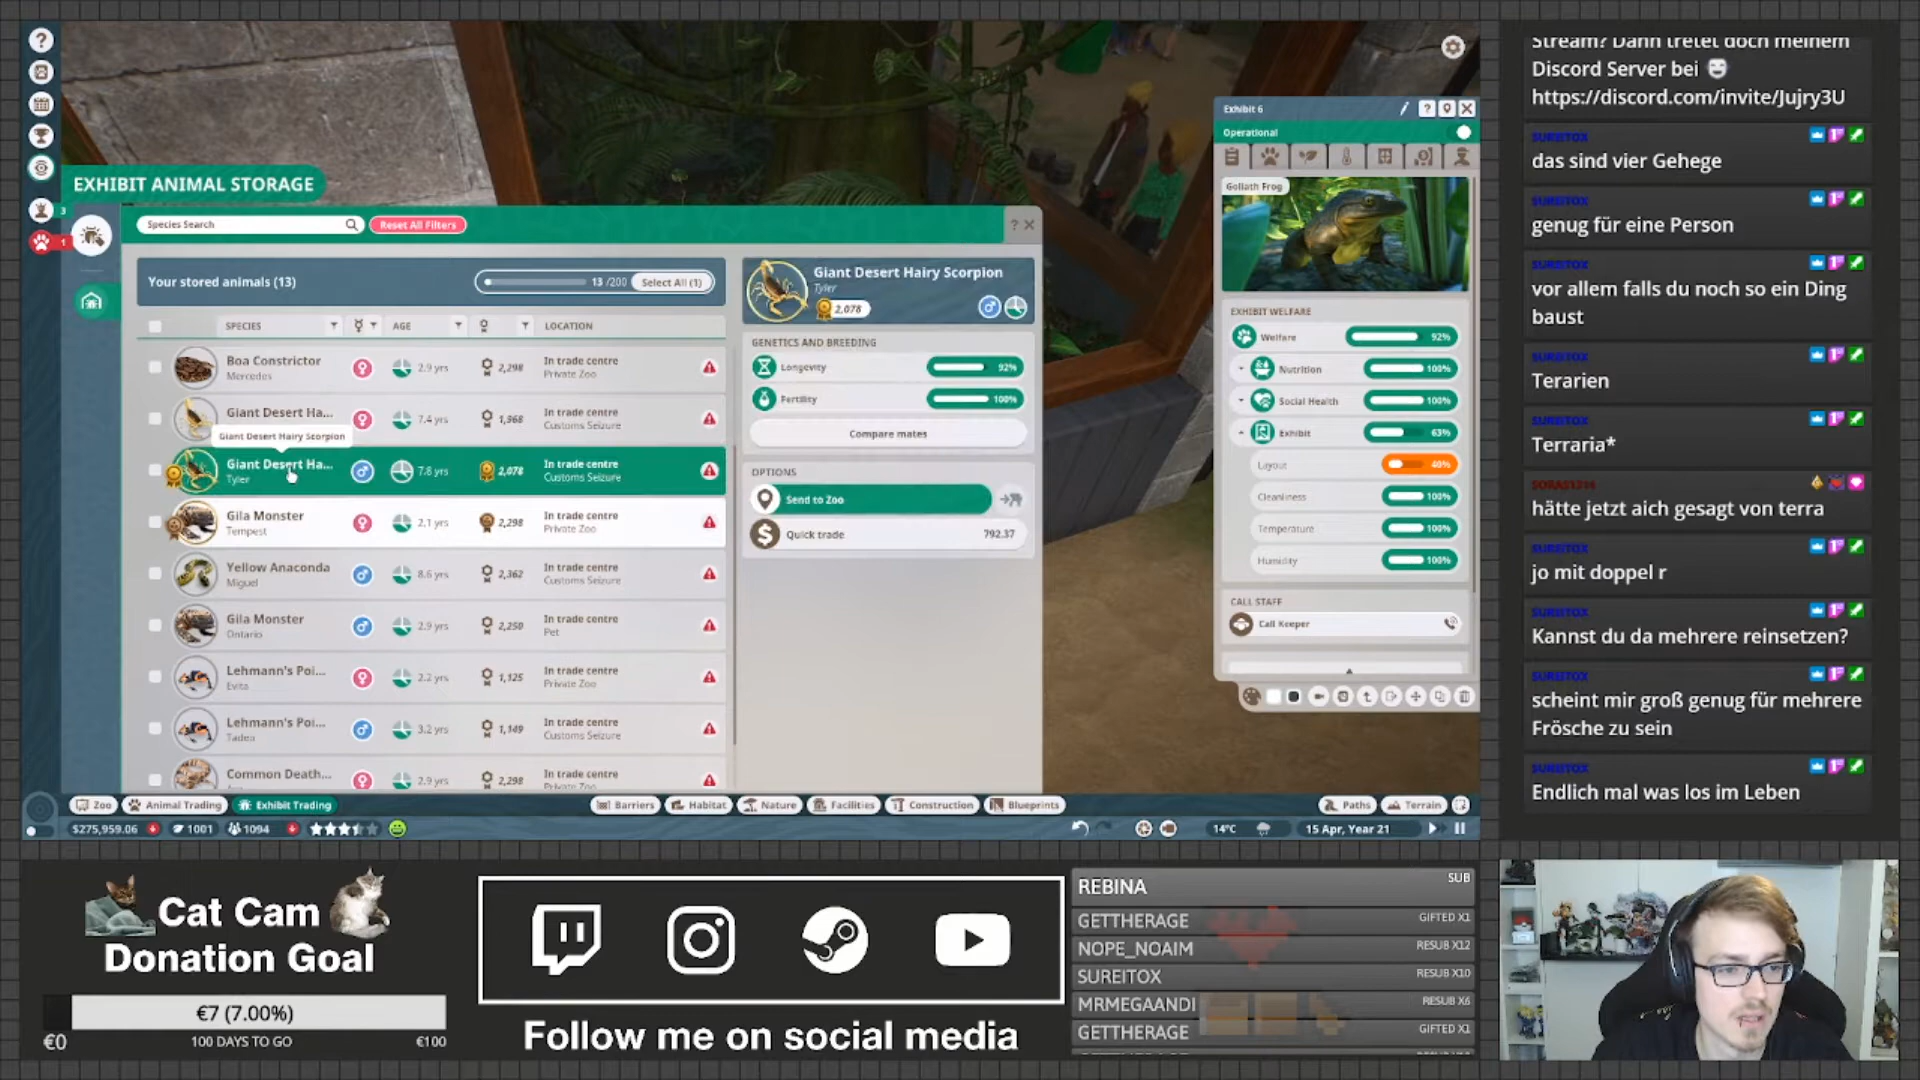 EXHIBIT ANIMAL STORAGE
3
1
Species Search
Reset All Filters
? ×
Your stored animals (13)
13 /200
Select All (1)
SPECIES
AGE
LOCATION
Boa Constrictor
Mercedes
2.9 yrs
2,298
In trade centre
Private Zoo
Giant Desert Ha...
7.4 yrs
1,968
In trade centre
Customs Seizure
Giant Desert Hairy Scorpion
Giant Desert Ha...
Tyler
7.8 yrs
2,078
In trade centre
Customs Seizure
Gila Monster
Tempest
2.1 yrs
2,298
In trade centre
Private Zoo
Yellow Anaconda
Miguel
8.6 yrs
2,362
In trade centre
Customs Seizure
Gila Monster
Ontario
2.9 yrs
2,250
In trade centre
Pet
Lehmann's Poi...
Evita
2.2 yrs
1,125
In trade centre
Private Zoo
Lehmann's Poi...
Tadeo
3.2 yrs
1,149
In trade centre
Customs Seizure
Common Death...
2.9 yrs
2,298
In trade centre
Private Zoo
Giant Desert Hairy Scorpion
Tyler
2,078
GENETICS AND BREEDING
Longevity
92%
Fertility
100%
Compare mates
OPTIONS
Send to Zoo
Quick trade
792.37
Exhibit 6
Operational
Goliath Frog
EXHIBIT WELFARE
Welfare
92%
Nutrition
100%
Social Health
100%
Exhibit
63%
Layout
40%
Cleanliness
100%
Temperature
100%
Humidity
100%
CALL STAFF
Call Keeper
Zoo
Animal Trading
Exhibit Trading
Barriers
Habitat
Nature
Facilities
Construction
Blueprints
Paths
Terrain
$275,959.06
1001
1094
14°C
15 Apr, Year 21
Stream? Dann tretet doch meinem
Discord Server bei
https://discord.com/invite/Jujry3U
SUREITOX
das sind vier Gehege
SUREITOX
genug für eine Person
SUREITOX
vor allem falls du noch so ein Ding
baust
SUREITOX
Terarien
SUREITOX
Terraria*
hätte jetzt aich gesagt von terra
SUREITOX
jo mit doppel r
SUREITOX
Kannst du da mehrere reinsetzen?
SUREITOX
scheint mir groß genug für mehrere
Frösche zu sein
SUREITOX
Endlich mal was los im Leben
Cat Cam
Donation Goal
€7 (7.00%)
€0
100 DAYS TO GO
€100
Follow me on social media
REBINA
SUB
GETTHERAGE
GIFTED X1
NOPE_NOAIM
RESUB X12
SUREITOX
RESUB X10
MRMEGAANDI
RESUB X6
GETTHERAGE
GIFTED X1